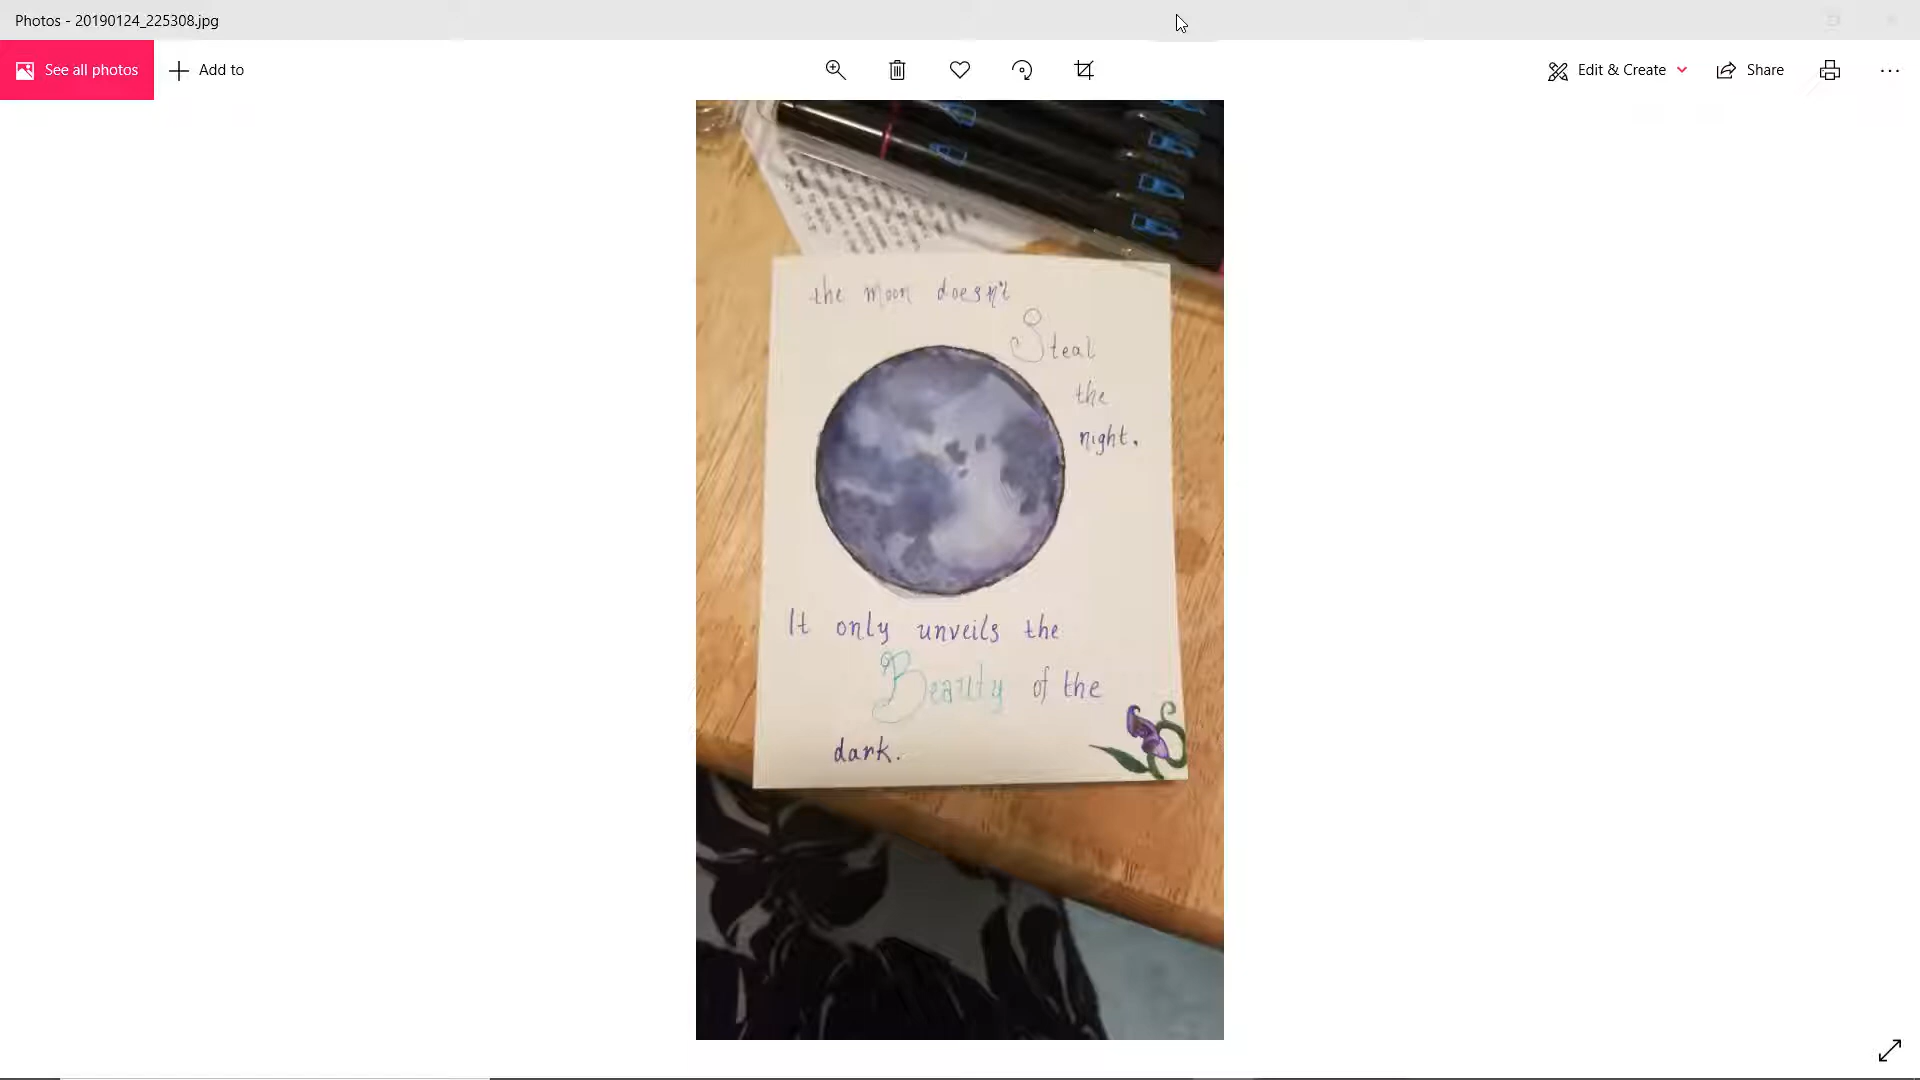 Photos - 20190124_225308.jpg
See all photos
Add to
Edit & Create
Share
the moon doesn't
Steal
the
night.
It only unveils the
Beauty of the
dark.